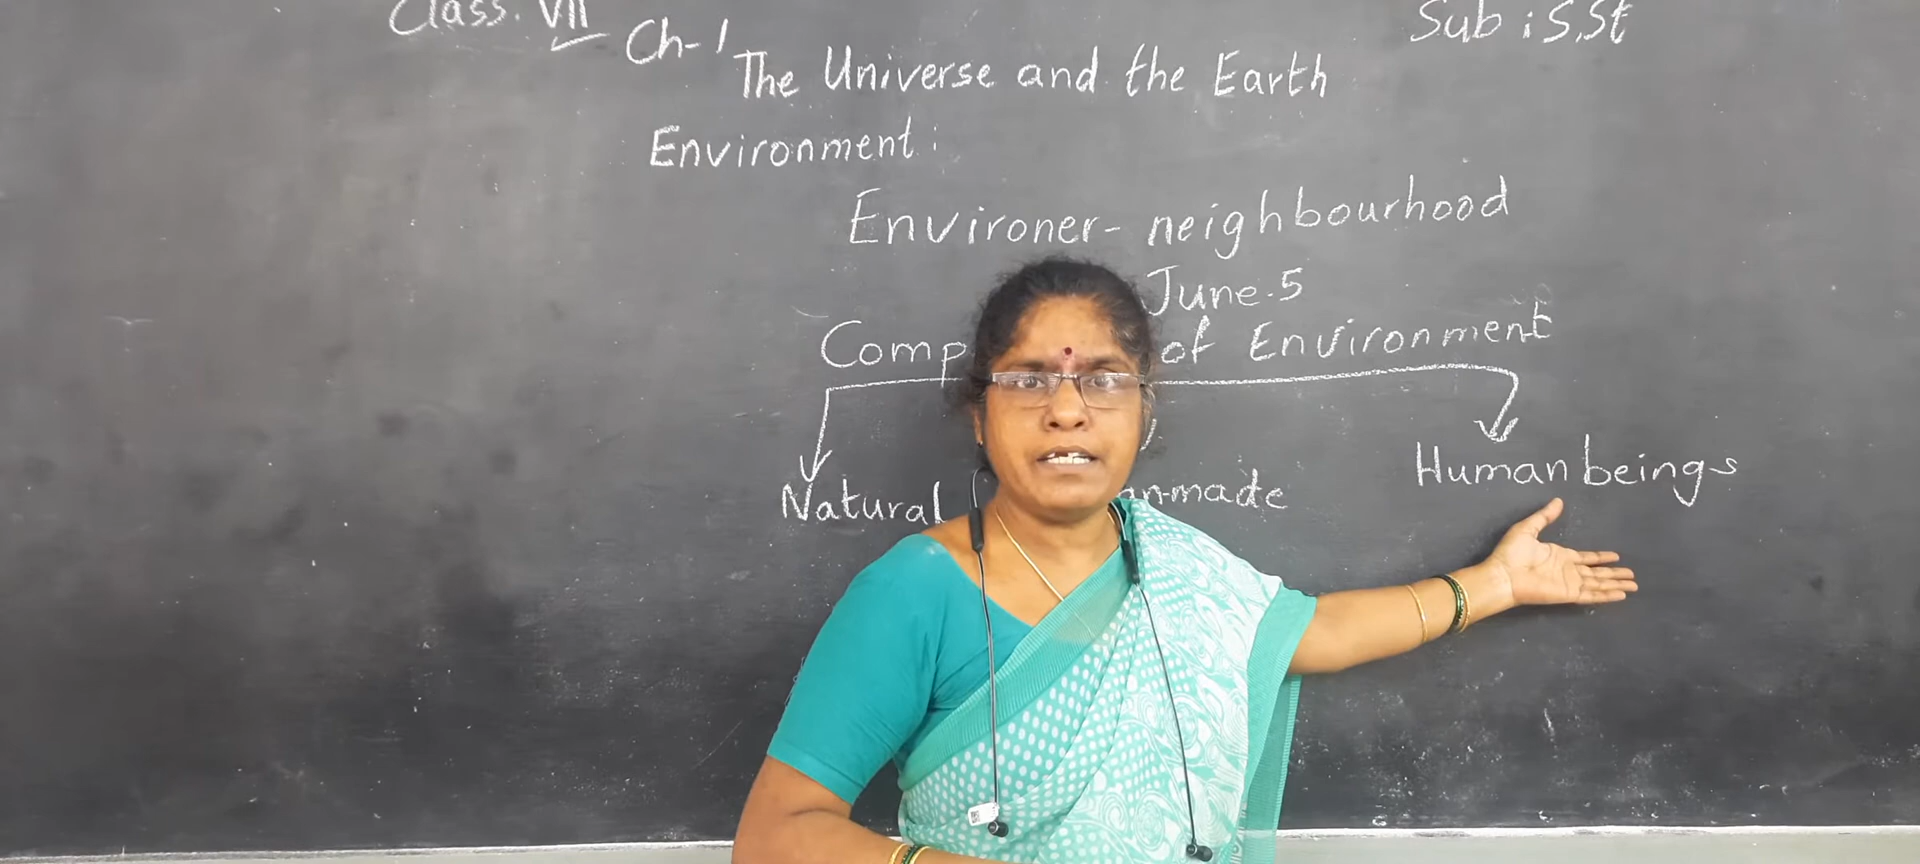 Class. VII
Sub : S.St
Ch-1
The Universe and the Earth
Environment :
Environer - neighbourhood
June.5
of Environment
Natural
Human beings